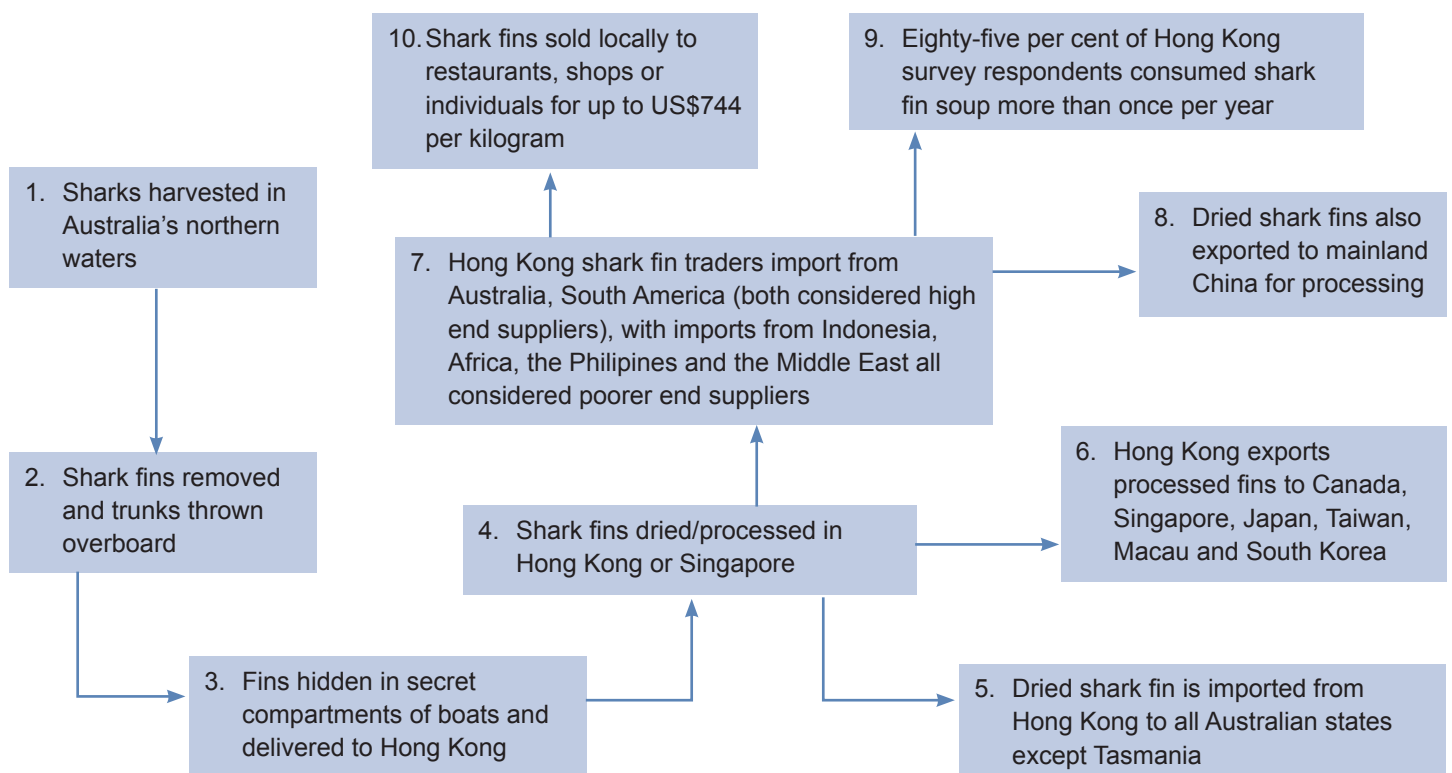 1. Sharks harvested in
Australia’s northern
waters
2. Shark fins removed
and trunks thrown
overboard
3. Fins hidden in secret
compartments of boats and
delivered to Hong Kong
4. Shark fins dried/processed in
Hong Kong or Singapore
5. Dried shark fin is imported from
Hong Kong to all Australian states
except Tasmania
6. Hong Kong exports
processed fins to Canada,
Singapore, Japan, Taiwan,
Macau and South Korea
7. Hong Kong shark fin traders import from
Australia, South America (both considered high
end suppliers), with imports from Indonesia,
Africa, the Philipines and the Middle East all
considered poorer end suppliers
8. Dried shark fins also
exported to mainland
China for processing
9. Eighty-five per cent of Hong Kong
survey respondents consumed shark
fin soup more than once per year
10. Shark fins sold locally to
restaurants, shops or
individuals for up to US$744
per kilogram